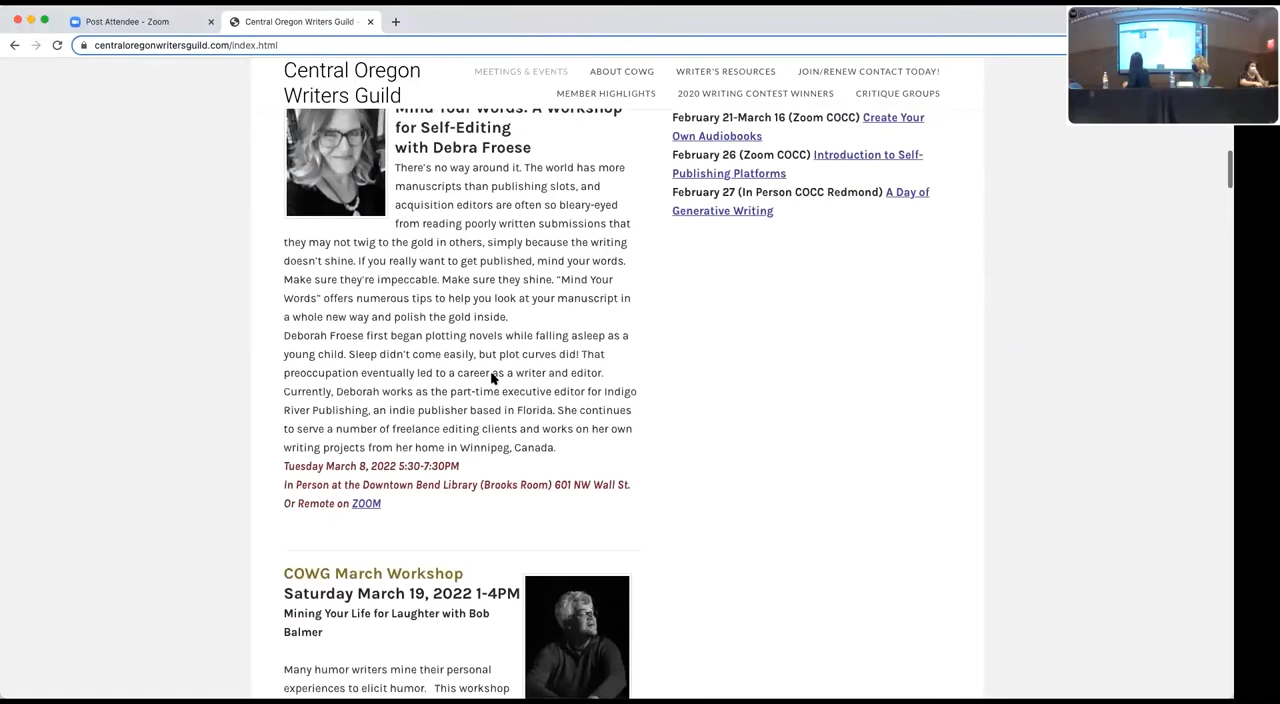 Post Attendee - Zoom
Central Oregon Writers Guild -
centraloregonwritersguild.com/index.html
Central Oregon
Writers Guild
MEETINGS & EVENTS
ABOUT COWG
WRITER'S RESOURCES
JOIN/RENEW CONTACT TODAY!
MEMBER HIGHLIGHTS
2020 WRITING CONTEST WINNERS
CRITIQUE GROUPS
Mind Your Words: A Workshop
for Self-Editing
with Debra Froese
There's no way around it. The world has more
manuscripts than publishing slots, and
acquisition editors are often so bleary-eyed
from reading poorly written submissions that
they may not twig to the gold in others, simply because the writing
doesn't shine. If you really want to get published, mind your words.
Make sure they're impeccable. Make sure they shine. "Mind Your
Words" offers numerous tips to help you look at your manuscript in
a whole new way and polish the gold inside.
Deborah Froese first began plotting novels while falling asleep as a
young child. Sleep didn't come easily, but plot curves did! That
preoccupation eventually led to a career as a writer and editor.
Currently, Deborah works as the part-time executive editor for Indigo
River Publishing, an indie publisher based in Florida. She continues
to serve a number of freelance editing clients and works on her own
writing projects from her home in Winnipeg, Canada.
Tuesday March 8, 2022 5:30-7:30PM
In Person at the Downtown Bend Library (Brooks Room) 601 NW Wall St.
Or Remote on ZOOM
COWG March Workshop
Saturday March 19, 2022 1-4PM
Mining Your Life for Laughter with Bob
Balmer
Many humor writers mine their personal
experiences to elicit humor. This workshop
February 21-March 16 (Zoom COCC) Create Your
Own Audiobooks
February 26 (Zoom COCC) Introduction to Self-
Publishing Platforms
February 27 (In Person COCC Redmond) A Day of
Generative Writing